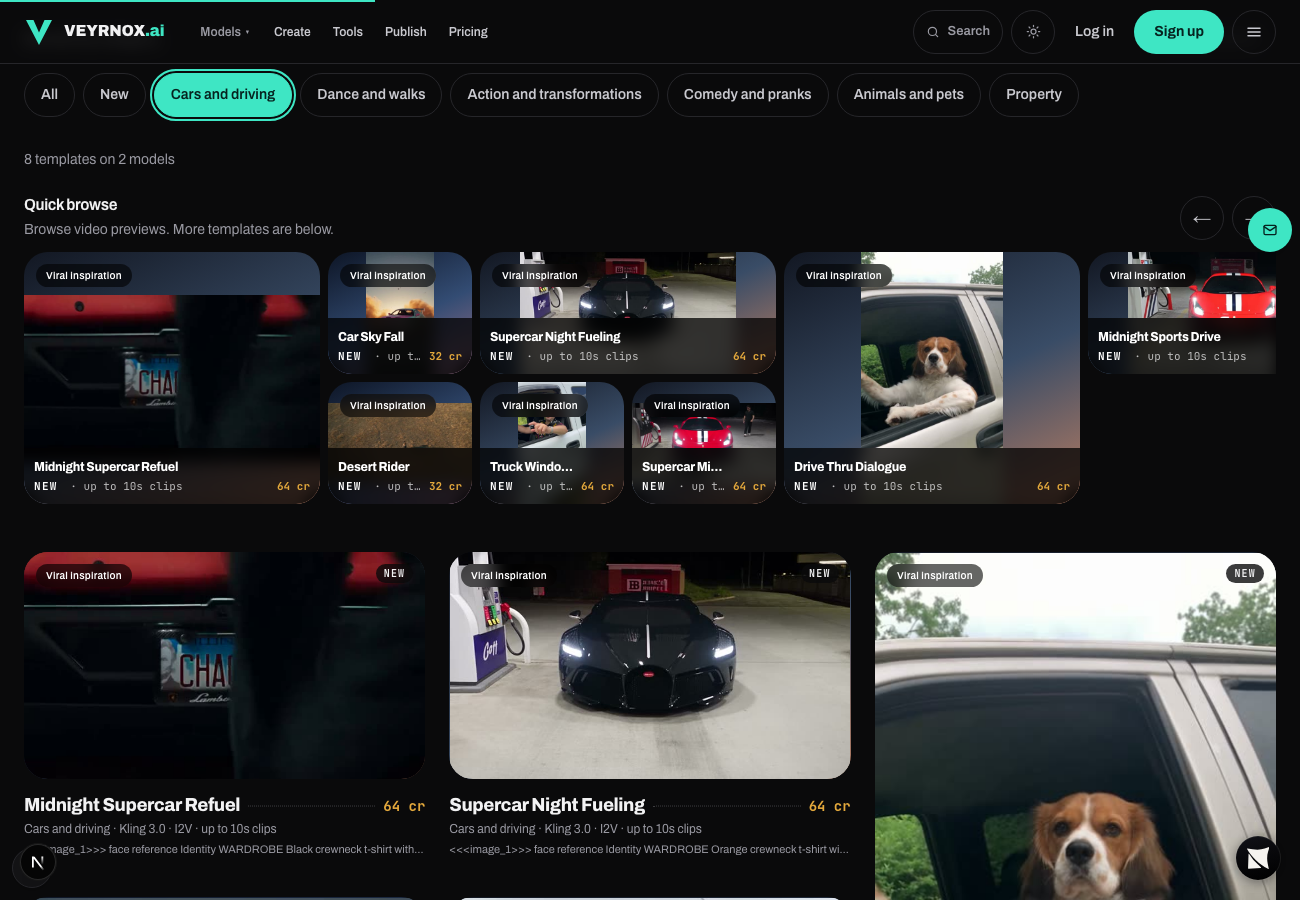 VEYRNOX.ai
Models
Create
Tools
Publish
Pricing
Search
Log in
Sign up
All
New
Cars and driving
Dance and walks
Action and transformations
Comedy and pranks
Animals and pets
Property
8 templates on 2 models
Quick browse
Browse video previews. More templates are below.
Viral inspiration
CHA
Midnight Supercar Refuel
NEW · up to 10s clips 64 cr
Viral inspiration
Car Sky Fall
NEW · up t… 32 cr
Viral inspiration
Supercar Night Fueling
NEW · up to 10s clips 64 cr
Viral inspiration
Drive Thru Dialogue
NEW · up to 10s clips 64 cr
Viral inspiration
Midnight Sports Drive
NEW · up to 10s clips
Viral inspiration
Desert Rider
NEW · up t… 32 cr
Viral inspiration
Truck Windo…
NEW · up t… 64 cr
Viral inspiration
Supercar Mi…
NEW · up t… 64 cr
Viral inspiration
NEW
CHA
Midnight Supercar Refuel 64 cr
Cars and driving · Kling 3.0 · I2V · up to 10s clips
image_1>>> face reference Identity WARDROBE Black crewneck t-shirt with…
N
Viral inspiration
NEW
Supercar Night Fueling 64 cr
Cars and driving · Kling 3.0 · I2V · up to 10s clips
<<<image_1>>> face reference Identity WARDROBE Orange crewneck t-shirt wi…
Viral inspiration
NEW